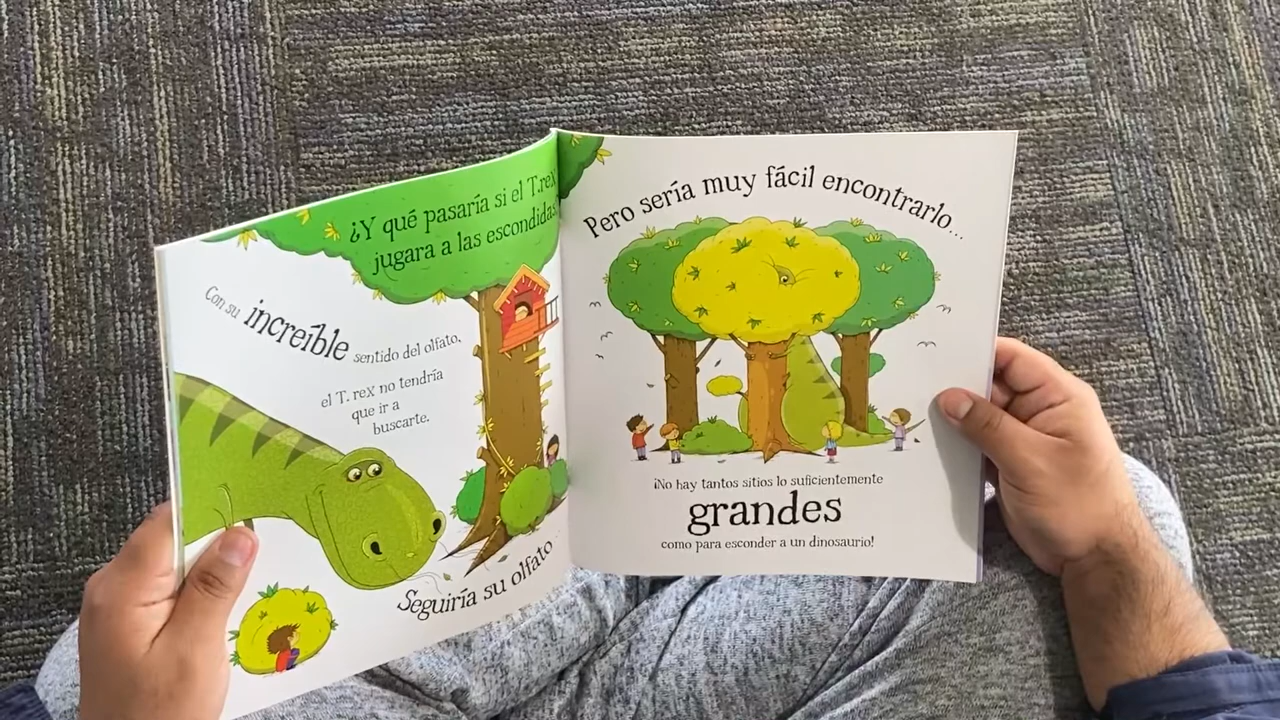 ¿Y qué pasaría si el T.rex
jugara a las escondidas?
Con su increíble sentido del olfato,
el T. rex no tendría
que ir a
buscarte.
Seguiría su olfato
Pero sería muy fácil encontrarlo...
¡No hay tantos sitios lo suficientemente
grandes
como para esconder a un dinosaurio!